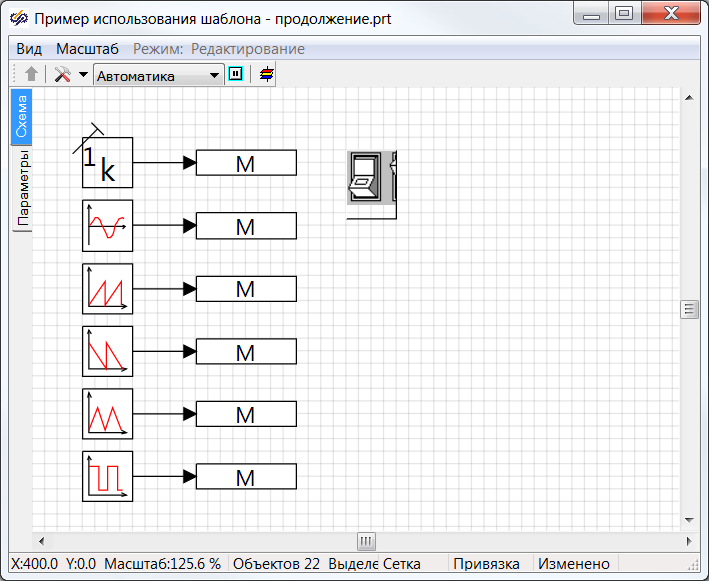 Пример использования шаблона - продолжение.prt
Вид Масштаб Режим: Редактирование
Автоматика
Схема
Параметры
1 k
M
M
M
M
M
M
X:400.0 Y:0.0 Масштаб:125.6 % Объектов 22 Выделе Сетка Привязка Изменено